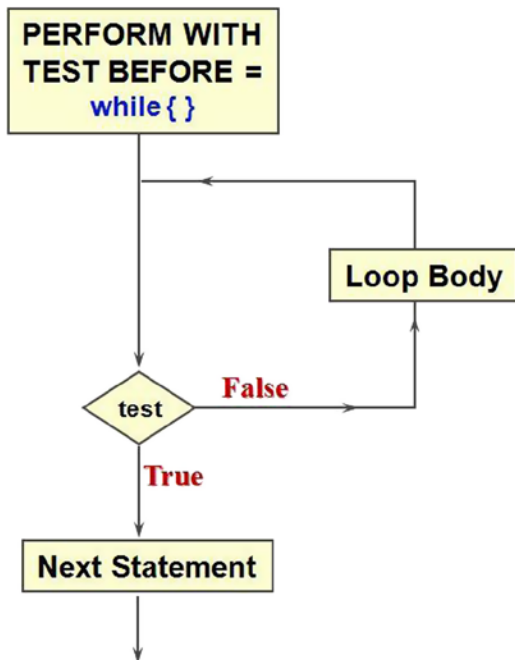 PERFORM WITH
TEST BEFORE =
while { }
Loop Body
False
test
True
Next Statement